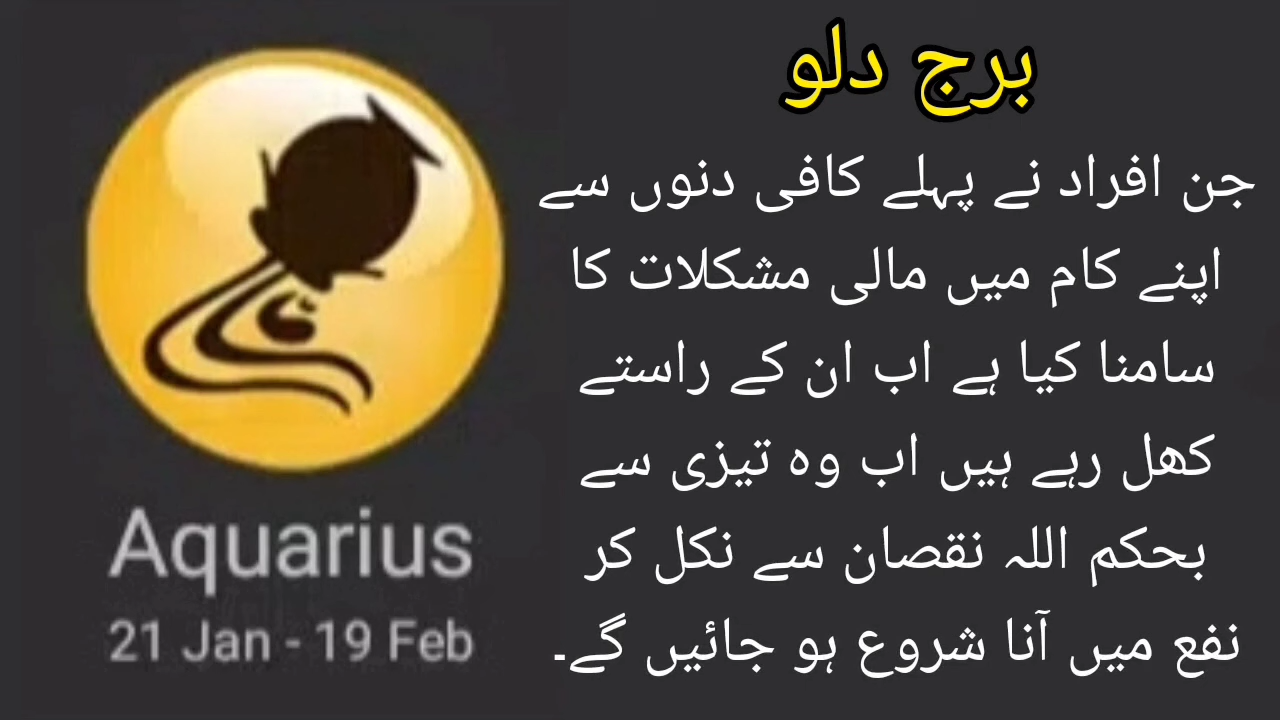 برج دلو
جن افراد نے پہلے کافی دنوں سے
اپنے کام میں مالی مشکلات کا
سامنا کیا ہے اب ان کے راستے
کھل رہے ہیں اب وہ تیزی سے
بحکم اللہ نقصان سے نکل کر
نفع میں آنا شروع ہو جائیں گے۔
Aquarius
21 Jan - 19 Feb